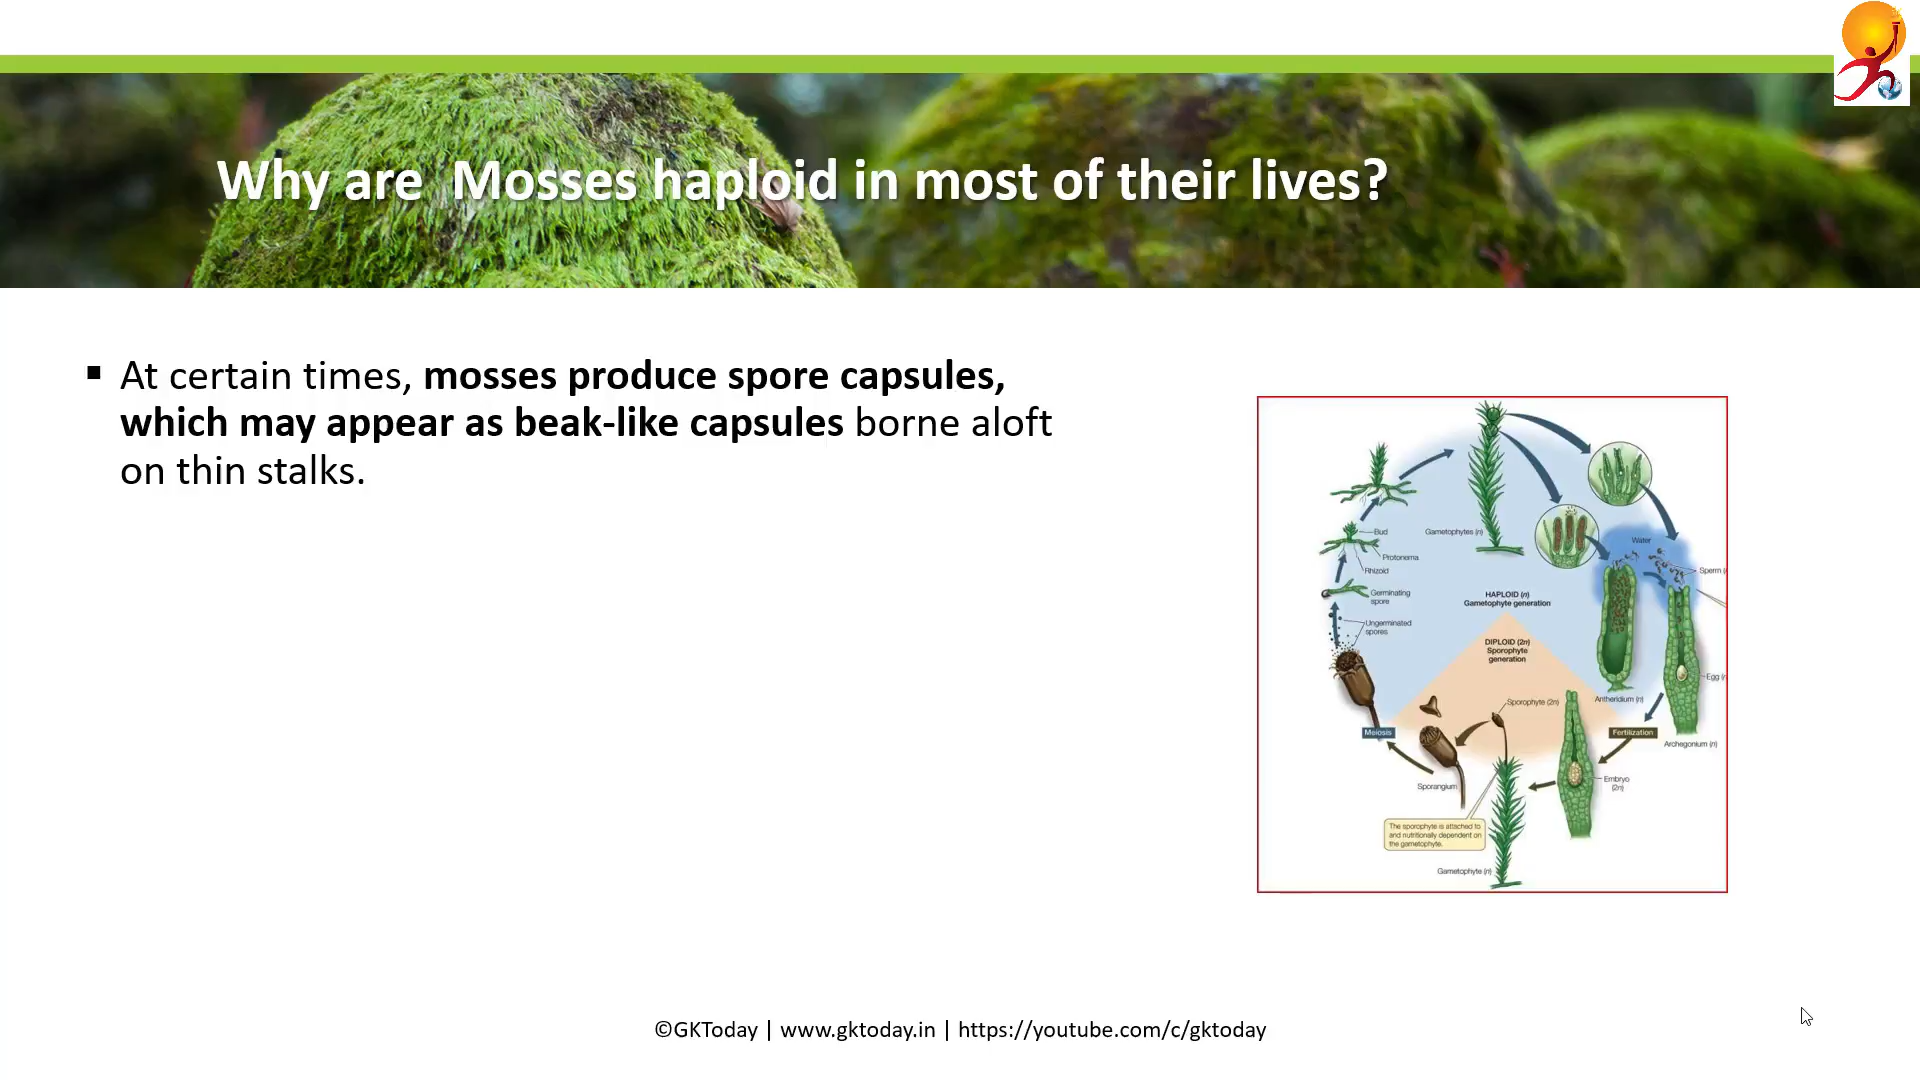 Why are  Mosses haploid in most of their lives?
▪ At certain times, mosses produce spore capsules,
which may appear as beak-like capsules borne aloft
on thin stalks.
Bud
Gametophytes (n)
Water
Protonema
Rhizoid
Sperm (
Germinating
spore
HAPLOID (n)
Gametophyte generation
Ungerminated
spores
DIPLOID (2n)
Sporophyte
generation
Egg (
Sporophyte (2n)
Antheridium (n)
Meiosis
Fertilization
Archegonium (n)
Embryo
(2n)
Sporangium
The sporophyte is attached to
and nutritionally dependent on
the gametophyte.
Gametophyte (n)
©GKToday | www.gktoday.in | https://youtube.com/c/gktoday